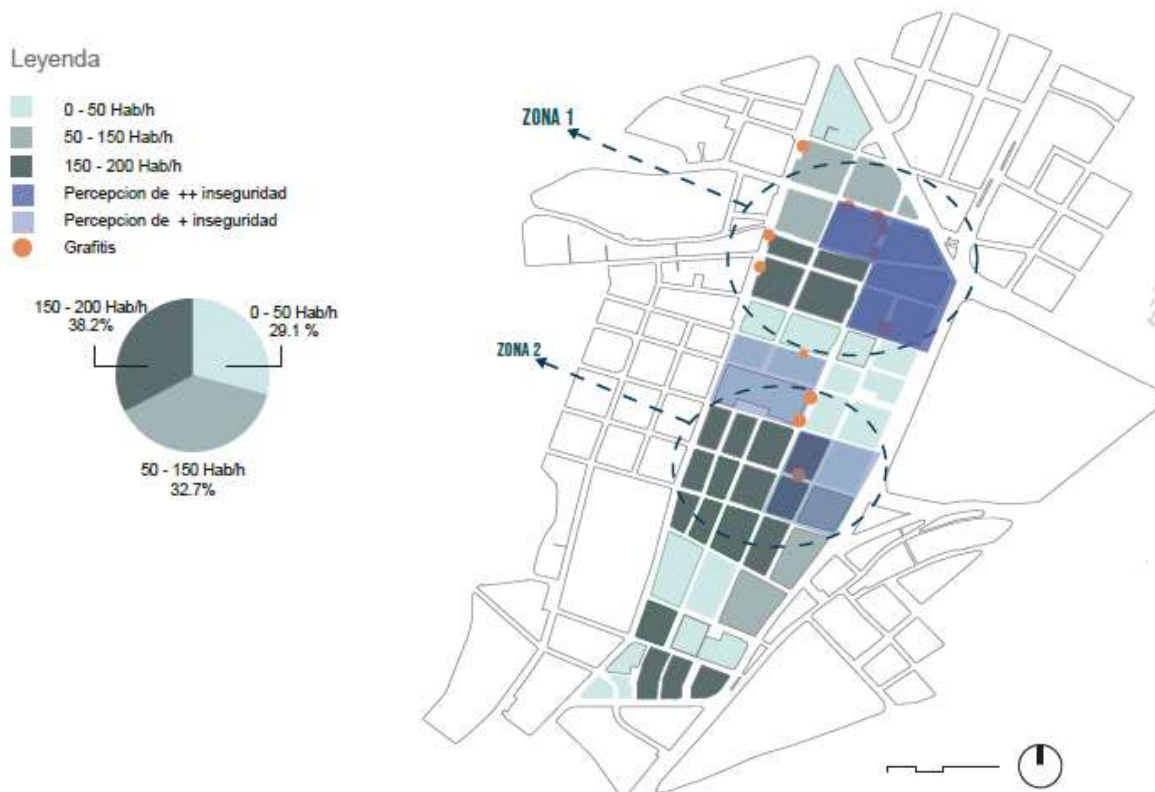 Leyenda
0 - 50 Hab/h
50 - 150 Hab/h
150 - 200 Hab/h
Percepcion de ++ inseguridad
Percepcion de + inseguridad
Grafitis
150 - 200 Hab/h
38.2%
0 - 50 Hab/h
29.1 %
50 - 150 Hab/h
32.7%
ZONA 1
ZONA 2